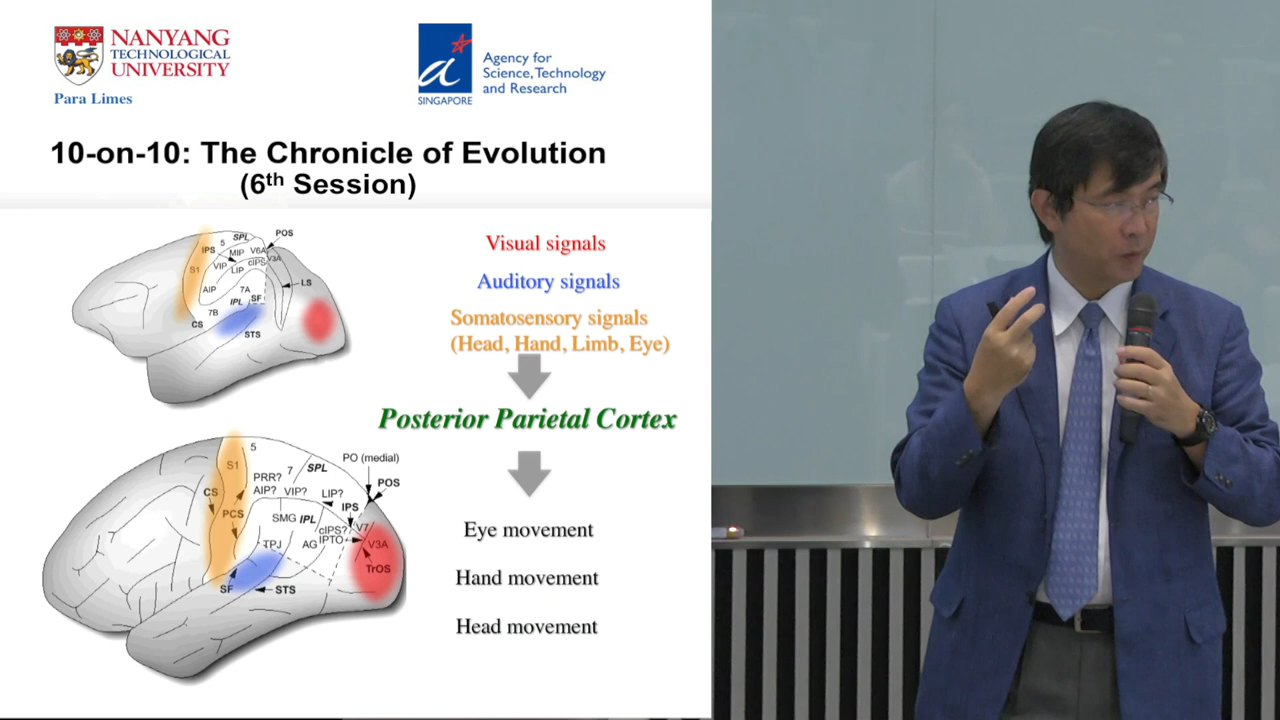 NANYANG
TECHNOLOGICAL
UNIVERSITY
Para Limes
a
SINGAPORE
Agency for
Science, Technology
and Research
10-on-10: The Chronicle of Evolution
(6th Session)
POS
5
SPL
IPS
MIP
V6A
V3A
cIPS
S1
VIP
LIP
LS
AIP
7A
IPL
SF
7B
CS
STS
Visual signals
Auditory signals
Somatosensory signals
(Head, Hand, Limb, Eye)
Posterior Parietal Cortex
5
PO (medial)
S1
7
SPL
PRR?
POS
CS
AIP?
VIP?
LIP?
IPS
PCS
SMG
IPL
V7
cIPS?
IPTO
TPJ
AG
V3A
TrOS
SF
STS
Eye movement
Hand movement
Head movement